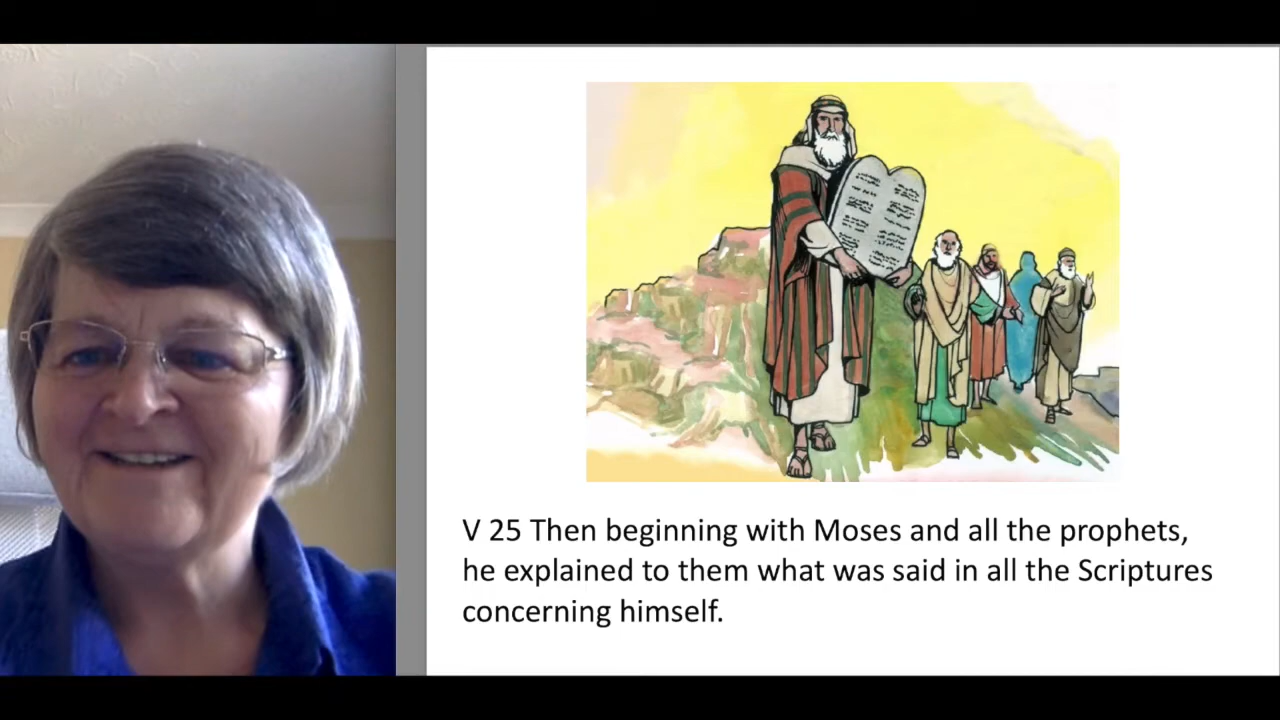 V 25 Then beginning with Moses and all the prophets,
he explained to them what was said in all the Scriptures
concerning himself.